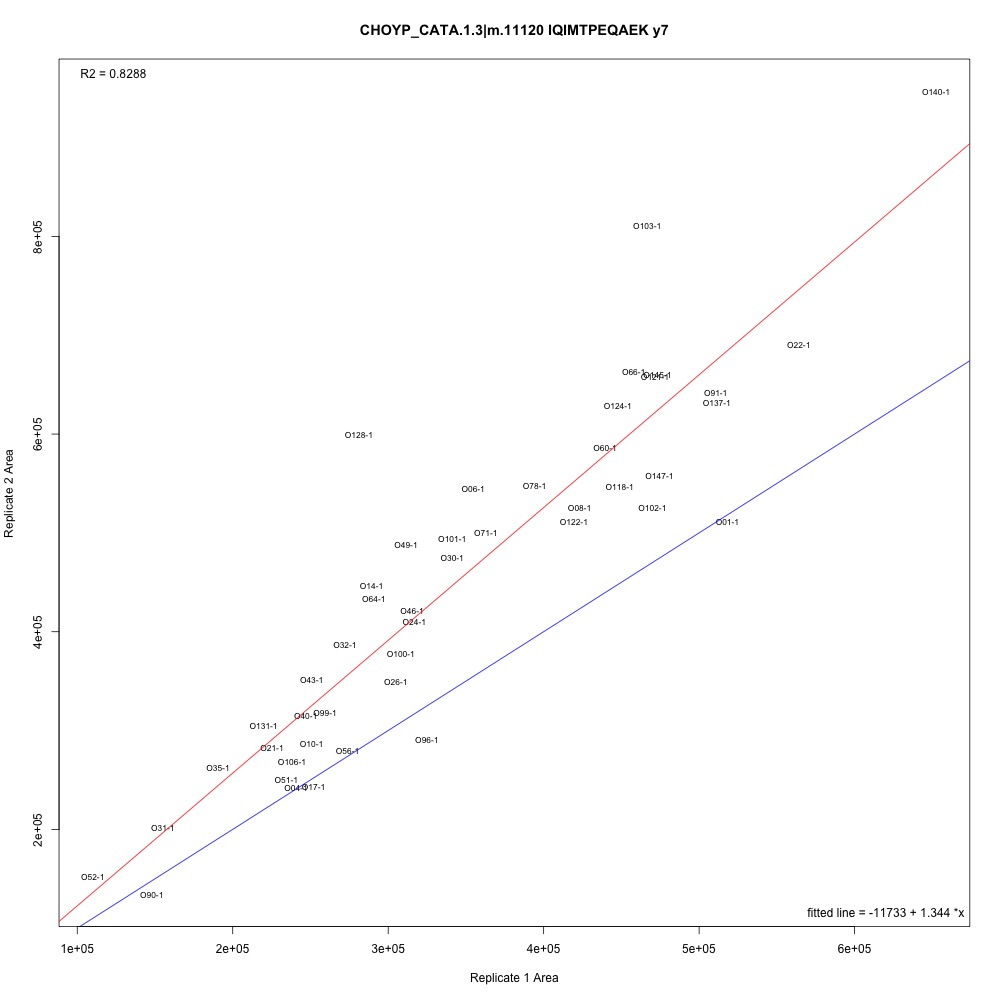 CHOYP_CATA.1.3|m.11120 IQIMTPEQAEK y7
R2 = 0.8288
O140-1
O103-1
O22-1
O66-1
O145-1
O121-1
O91-1
O137-1
O124-1
O128-1
O60-1
O147-1
O06-1
O78-1
O118-1
O08-1
O102-1
O122-1
O01-1
O71-1
O101-1
O49-1
O30-1
O14-1
O64-1
O46-1
O24-1
O32-1
O100-1
O43-1
O26-1
O40-1
O99-1
O131-1
O21-1
O10-1
O96-1
O56-1
O106-1
O35-1
O51-1
O17-1
O31-1
O52-1
O90-1
fitted line = -11733 + 1.344 *x
8e+05
6e+05
4e+05
2e+05
Replicate 2 Area
1e+05 2e+05 3e+05 4e+05 5e+05 6e+05
Replicate 1 Area